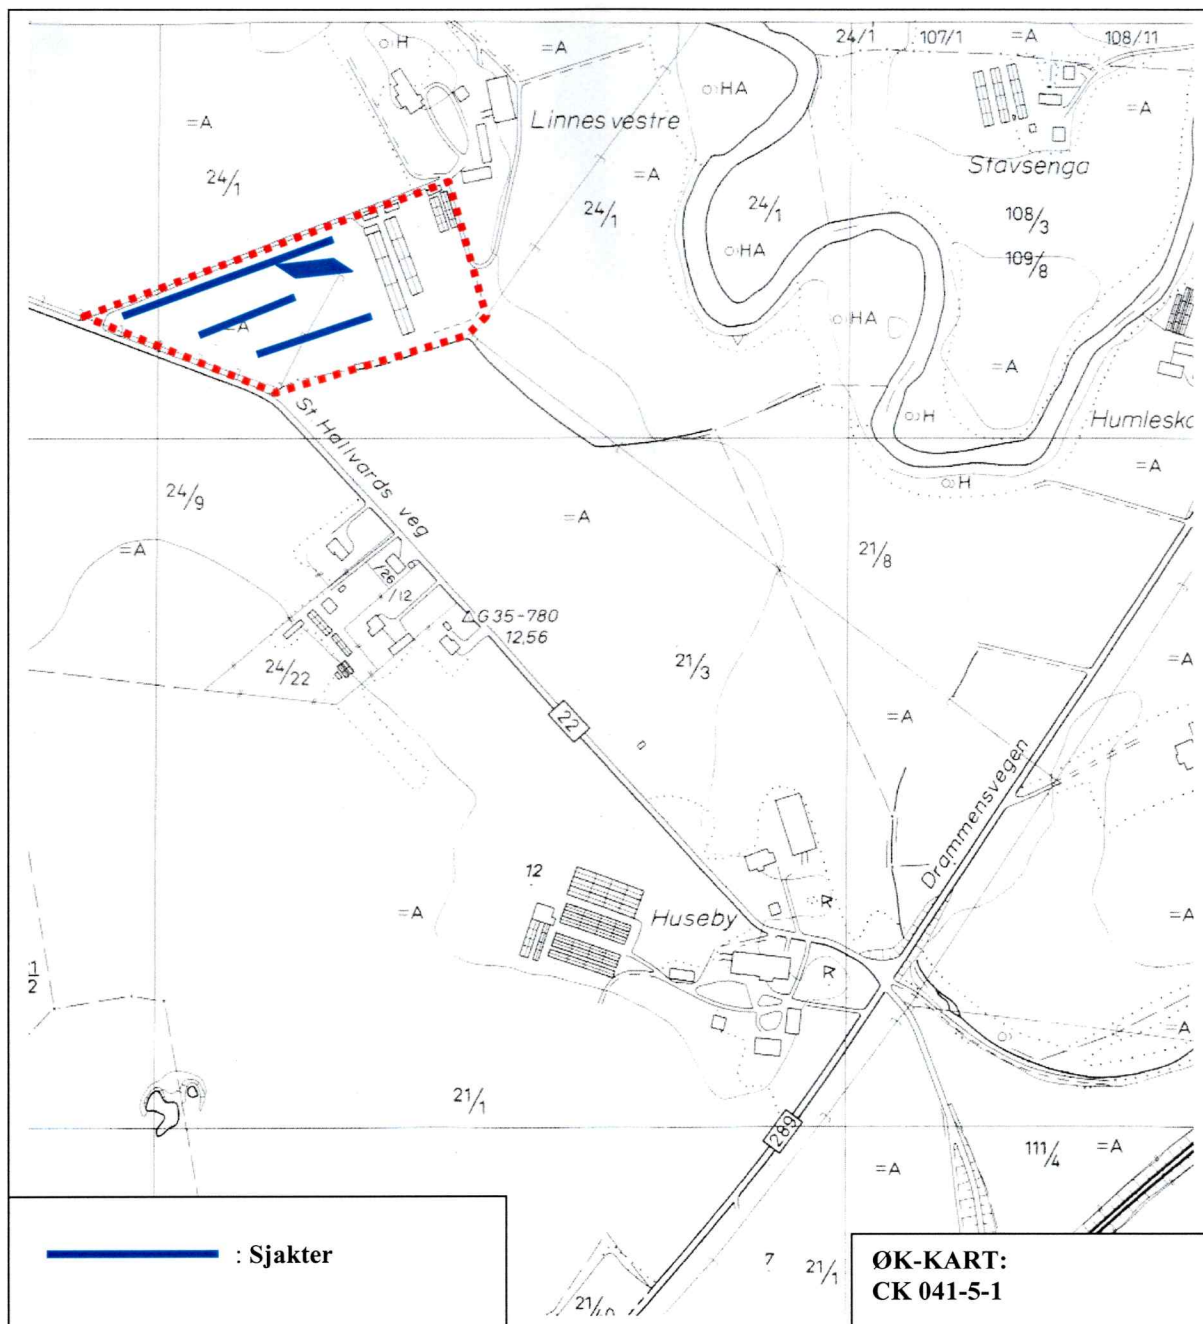 H
=A
24/1
107/1
=A
108/11
HA
=A
=A
Linnes vestre
Stavsenga
=A
24/1
24/1
24/1
108/3
109/8
HA
HA
=A
=A
H
Humlesk
St Hallvards veg
=A
H
24/9
=A
=A
21/8
/26
/12
G 35-780
12,56
24/22
21/3
=A
=A
22
Drammensvegen
12
=A
Huseby
R
=A
R
1/2
=A
21/1
289
111/4
=A
=A
: Sjakter
7
21/1
ØK-KART:
CK 041-5-1